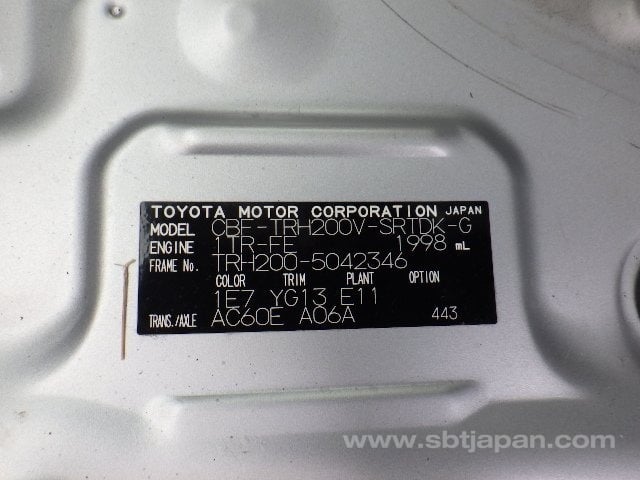 TOYOTA MOTOR CORPORATION JAPAN
MODEL CBF-TRH200V-SRTDK-G
ENGINE 1TR-FE 1998 mL
FRAME No. TRH200-5042346
COLOR TRIM PLANT OPTION
1E7 YG13 E11
TRANS./AXLE AC60E A06A 443
www.sbtjapan.com